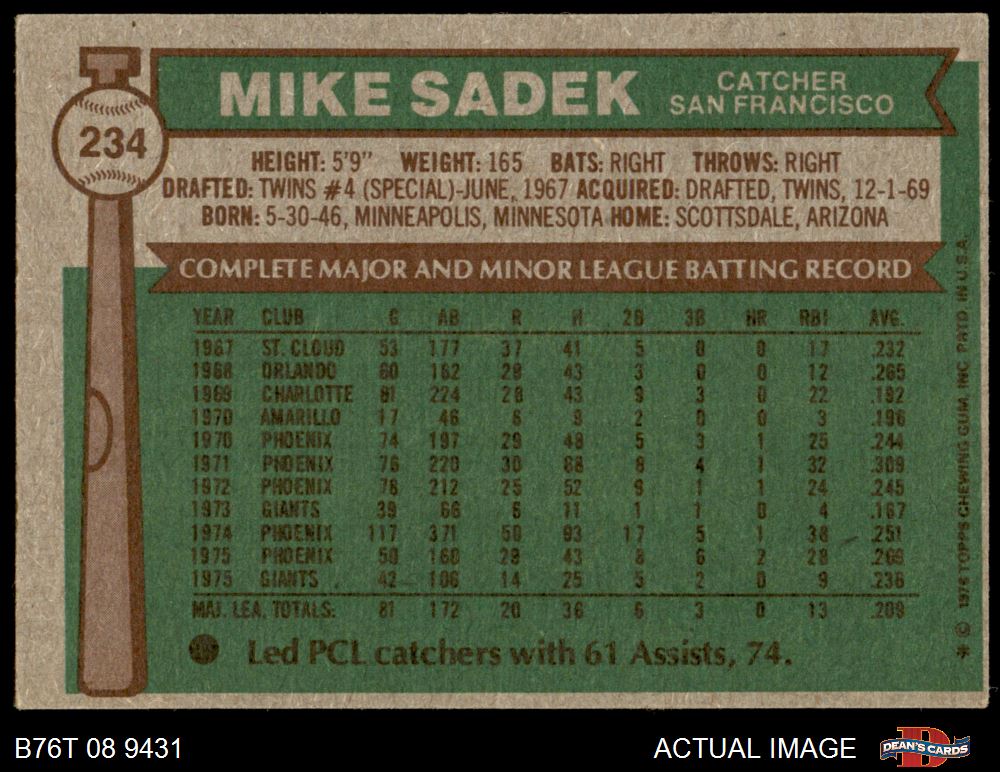 MIKE SADEK
CATCHER
SAN FRANCISCO
234
HEIGHT: 5'9" WEIGHT: 165 BATS: RIGHT THROWS: RIGHT
DRAFTED: TWINS #4 (SPECIAL)-JUNE, 1967 ACQUIRED: DRAFTED, TWINS, 12-1-69
BORN: 5-30-46, MINNEAPOLIS, MINNESOTA HOME: SCOTTSDALE, ARIZONA
COMPLETE MAJOR AND MINOR LEAGUE BATTING RECORD
YEAR CLUB G AB R H 2B 3B HR RBI AVG.
1967 ST. CLOUD 53 177 37 41 5 0 0 17 .232
1968 ORLANDO 60 162 28 43 3 0 0 12 .265
1969 CHARLOTTE 81 224 28 43 9 3 0 22 .192
1970 AMARILLO 17 46 6 9 2 0 0 3 .196
1970 PHOENIX 74 197 29 48 5 3 1 25 .244
1971 PHOENIX 76 220 30 68 8 4 1 32 .309
1972 PHOENIX 76 212 25 52 9 1 1 24 .245
1973 GIANTS 39 66 6 11 1 1 0 4 .167
1974 PHOENIX 117 371 50 93 17 5 1 38 .251
1975 PHOENIX 50 160 29 43 8 6 2 28 .269
1975 GIANTS 42 106 14 25 5 2 0 9 .236
MAJ. LEA. TOTALS: 81 172 20 36 6 3 0 13 .209
Led PCL catchers with 61 Assists, 74.
* © 1976 TOPPS CHEWING GUM, INC. PRTD. IN U.S.A.
B76T 08 9431
ACTUAL IMAGE
DEAN'S CARDS